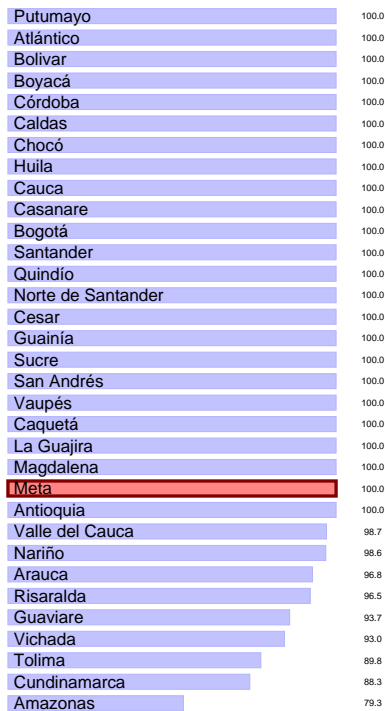 Putumayo 100.0
Atlántico 100.0
Bolivar 100.0
Boyacá 100.0
Córdoba 100.0
Caldas 100.0
Chocó 100.0
Huila 100.0
Cauca 100.0
Casanare 100.0
Bogotá 100.0
Santander 100.0
Quindío 100.0
Norte de Santander 100.0
Cesar 100.0
Guainía 100.0
Sucre 100.0
San Andrés 100.0
Vaupés 100.0
Caquetá 100.0
La Guajira 100.0
Magdalena 100.0
Meta 100.0
Antioquia 100.0
Valle del Cauca 98.7
Nariño 98.6
Arauca 96.8
Risaralda 96.5
Guaviare 93.7
Vichada 93.0
Tolima 89.8
Cundinamarca 88.3
Amazonas 79.3